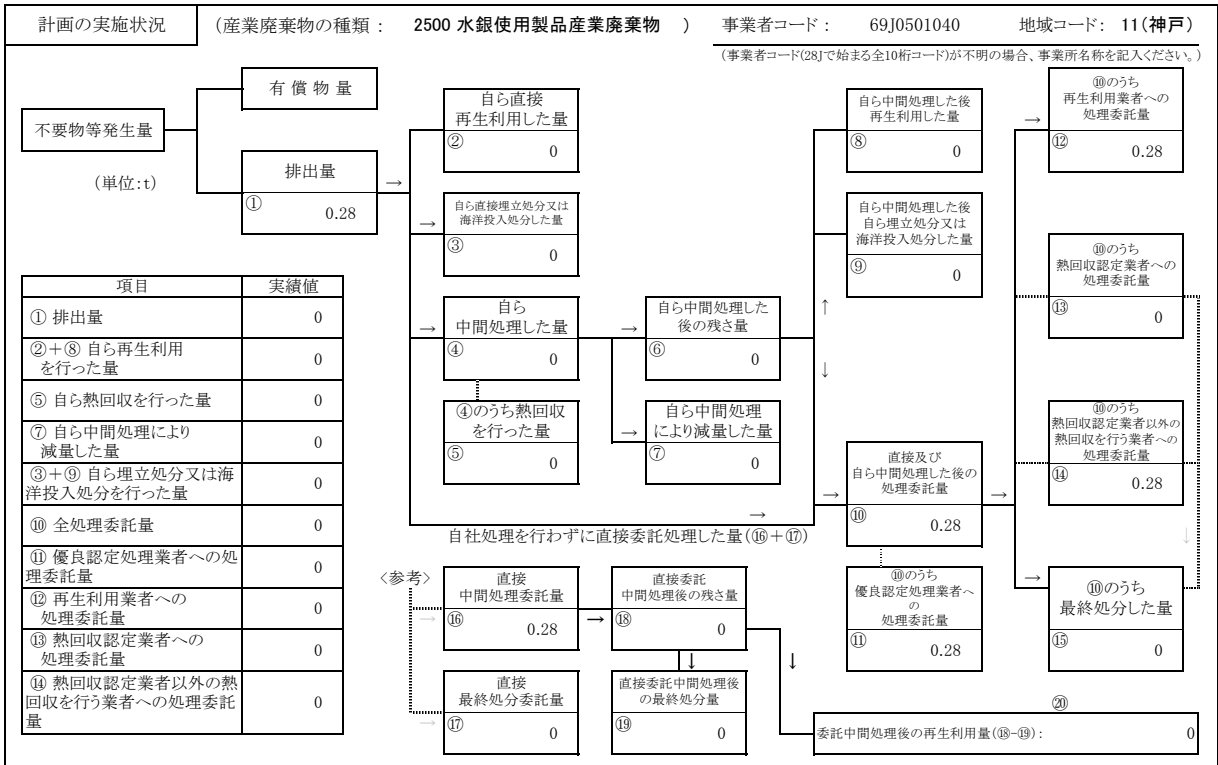 計画の実施状況 (産業廃棄物の種類： 2500 水銀使用製品産業廃棄物 ) 事業者コード： 69J0501040 地域コード： 11(神戸)
(事業者コード(28Jで始まる全10桁コード)が不明の場合、事業所名称を記入ください。)
不要物等発生量
(単位:t)
有償物量
排出量
① 0.28
→
自ら直接
再生利用した量
② 0
→
自ら直接埋立処分又は
海洋投入処分した量
③ 0
→
自ら
中間処理した量
④ 0
④のうち熱回収
を行った量
⑤ 0
→
自ら中間処理した
後の残さ量
⑥ 0
→
自ら中間処理
により減量した量
⑦ 0
自ら中間処理した後
再生利用した量
⑧ 0
自ら中間処理した後
自ら埋立処分又は
海洋投入処分した量
⑨ 0
↑
↓
→
→
自社処理を行わずに直接委託処理した量(⑯+⑰)
直接及び
自ら中間処理した後の
処理委託量
⑩ 0.28
→
⑩のうち
優良認定処理業者へ
の
処理委託量
⑪ 0.28
→
⑩のうち
再生利用業者への
処理委託量
⑫ 0.28
⑩のうち
熱回収認定業者への
処理委託量
⑬ 0
⑩のうち
熱回収認定業者以外の
熱回収を行う業者への
処理委託量
⑭ 0.28
↓
→
⑩のうち
最終処分した量
⑮ 0
項目 実績値
① 排出量 0
②+⑧ 自ら再生利用
を行った量 0
⑤ 自ら熱回収を行った量 0
⑦ 自ら中間処理により
減量した量 0
③+⑨ 自ら埋立処分又は海
洋投入処分を行った量 0
⑩ 全処理委託量 0
⑪ 優良認定処理業者への処
理委託量 0
⑫ 再生利用業者への
処理委託量 0
⑬ 熱回収認定業者への
処理委託量 0
⑭ 熱回収認定業者以外の熱
回収を行う業者への処理委託
量 0
<参考>
→
直接
中間処理委託量
⑯ 0.28
→
直接委託
中間処理後の残さ量
⑱ 0
→
直接
最終処分委託量
⑰ 0
↓
直接委託中間処理後
の最終処分量
⑲ 0
↓
⑳
委託中間処理後の再生利用量(⑱-⑲)： 0